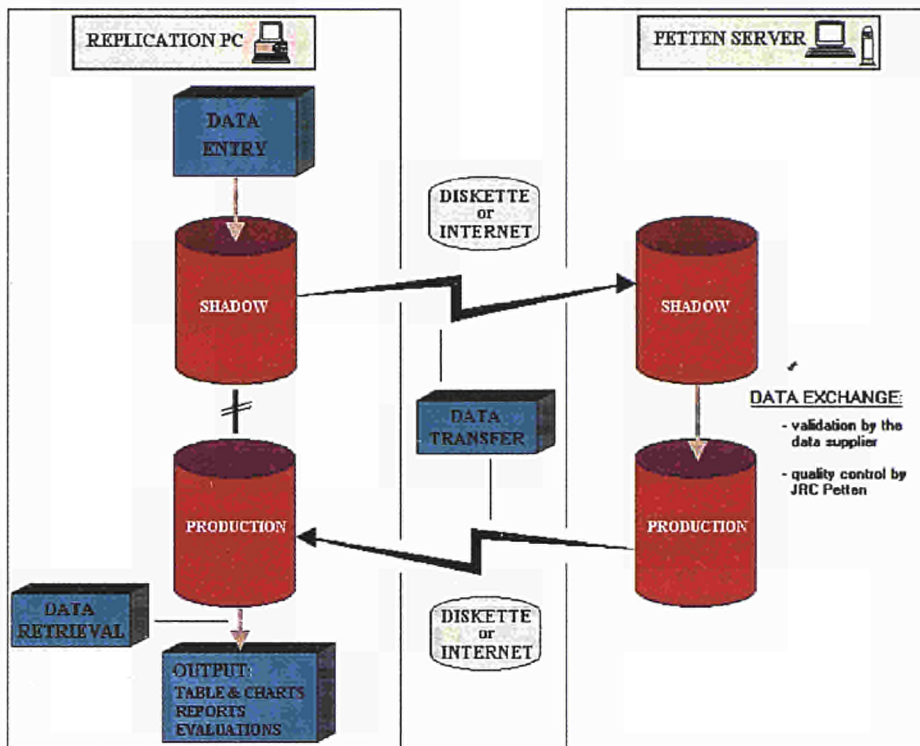 REPLICATION PC
PETTEN SERVER
DATA
ENTRY
DISKETTE
or
INTERNET
SHADOW
SHADOW
DATA
TRANSFER
DATA EXCHANGE:
- validation by the
data supplier
- quality control by
JRC Petten
PRODUCTION
PRODUCTION
DATA
RETRIEVAL
DISKETTE
or
INTERNET
OUTPUT:
TABLE & CHARTS
REPORTS
EVALUATIONS